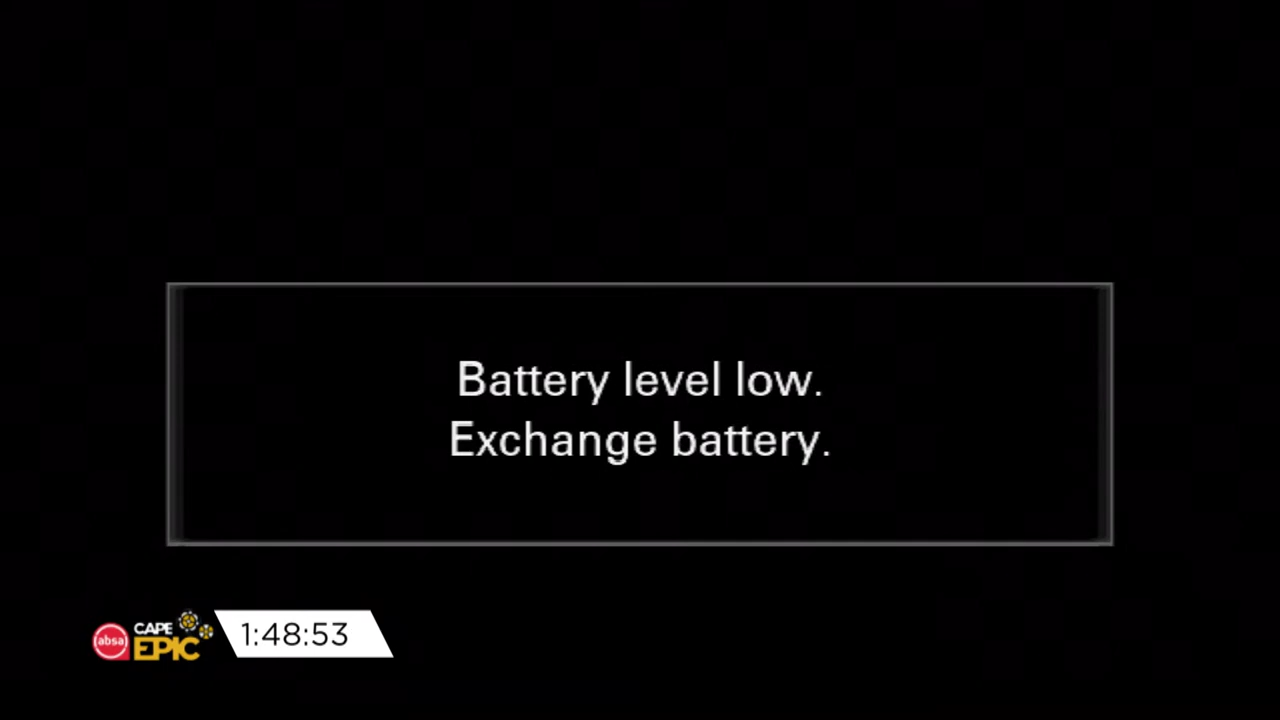 Battery level low.
Exchange battery.
absa
CAPE
EPIC
1:48:53